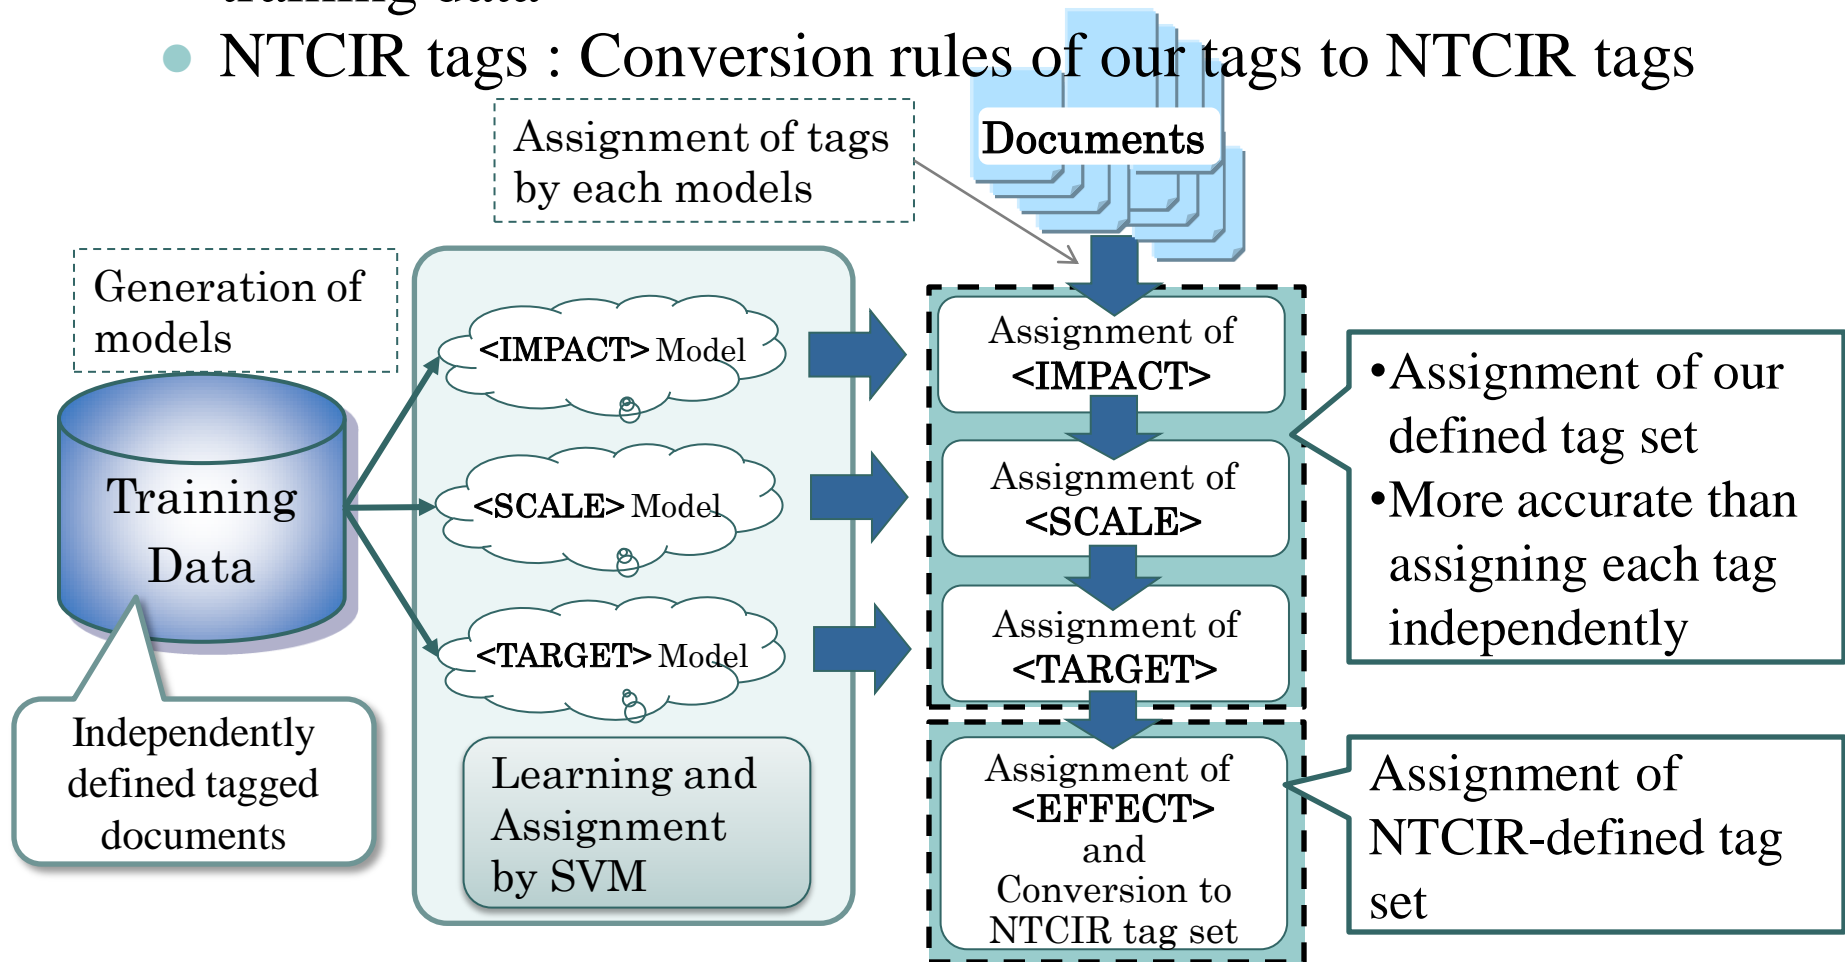 training data
NTCIR tags : Conversion rules of our tags to NTCIR tags
Assignment of tags
by each models
Documents
Generation of
models
Training
Data
Independently
defined tagged
documents
<IMPACT> Model
<SCALE> Model
<TARGET> Model
Learning and
Assignment
by SVM
Assignment of
<IMPACT>
Assignment of
<SCALE>
Assignment of
<TARGET>
Assignment of
<EFFECT>
and
Conversion to
NTCIR tag set
•Assignment of our
defined tag set
•More accurate than
assigning each tag
independently
Assignment of
NTCIR-defined tag
set